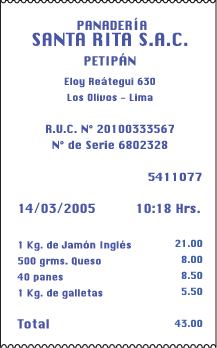 PANADERÍA
SANTA RITA S.A.C.
PETIPÁN
Eloy Reátegui 630
Los Olivos - Lima
R.U.C. Nº 20100333567
Nº de Serie 6802328
5411077
14/03/2005 10:18 Hrs.
1 Kg. de Jamón Inglés 21.00
500 grms. Queso 8.00
40 panes 8.50
1 Kg. de galletas 5.50
Total 43.00